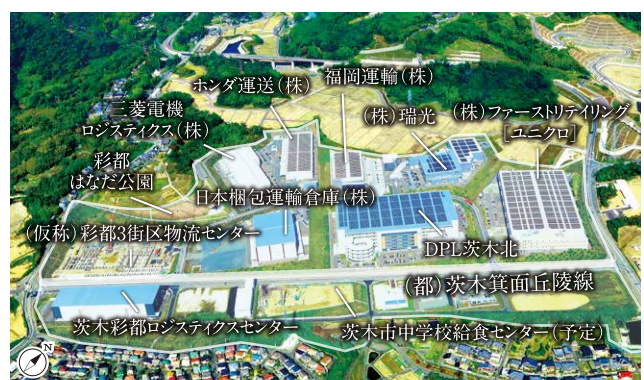 福岡運輸(株)
ホンダ運送(株)
三菱電機
ロジスティクス(株)
(株)瑞光
(株)ファーストリテイリング
[ユニクロ]
彩都
はなだ公園
日本梱包運輸倉庫(株)
(仮称)彩都3街区物流センター
DPL茨木北
(都)茨木箕面丘陵線
茨木彩都ロジスティクスセンター
茨木市中学校給食センター(予定)
N